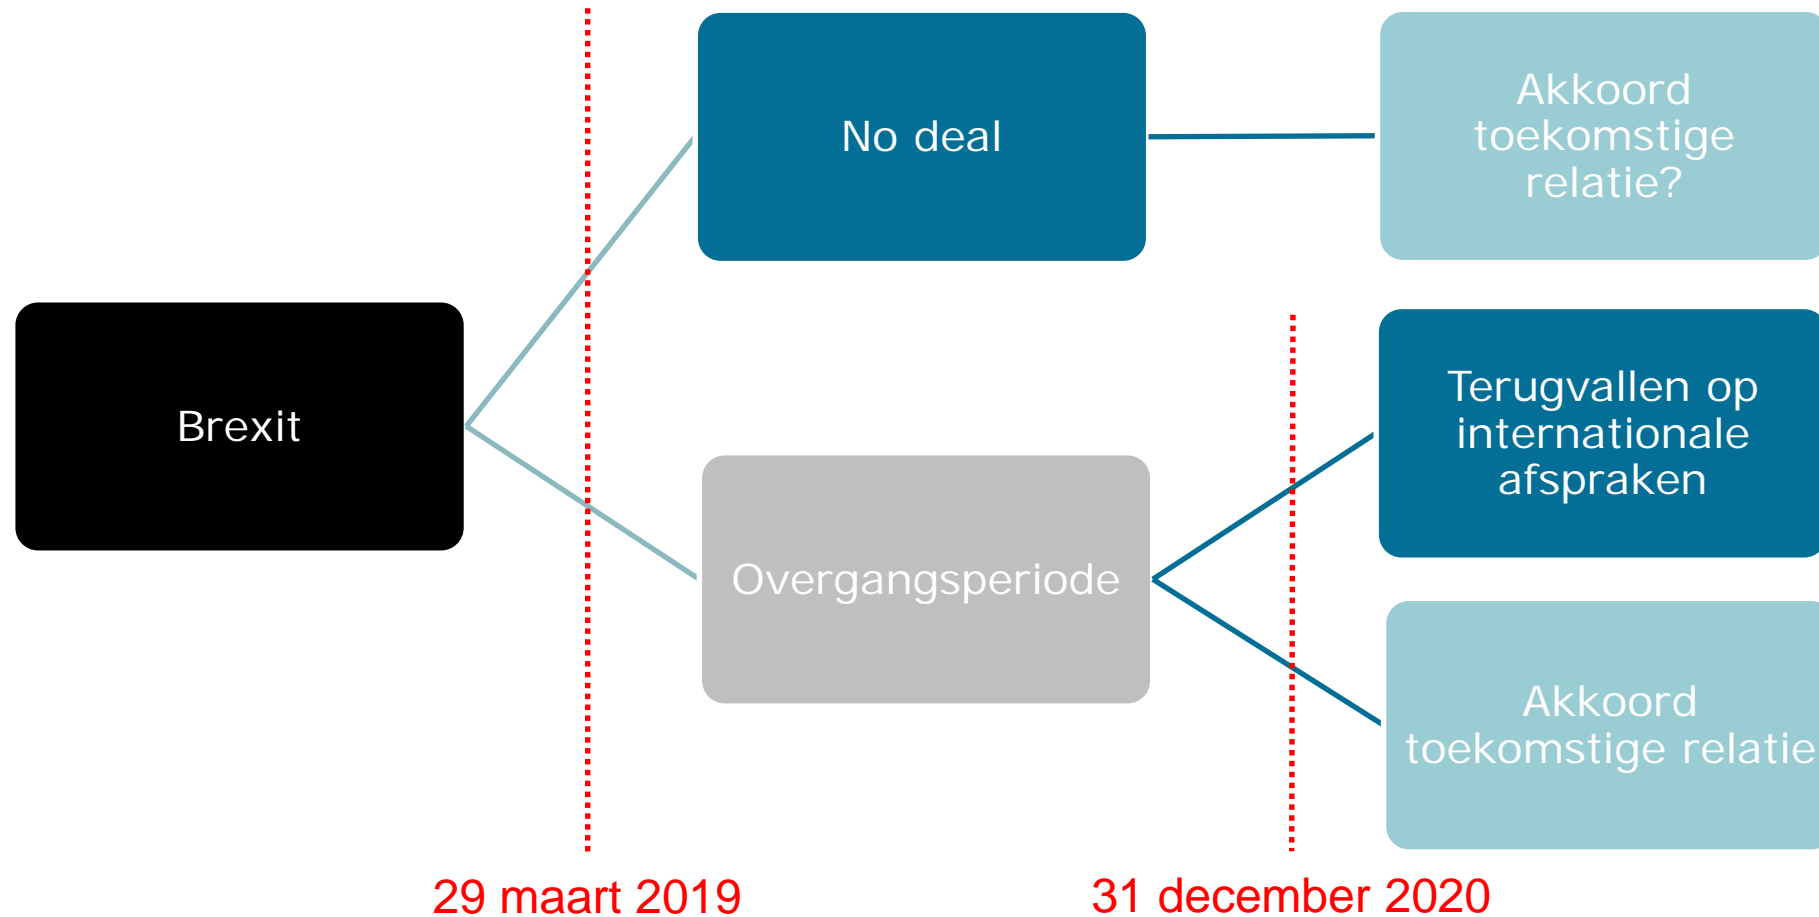 No deal
Akkoord
toekomstige
relatie?
Brexit
Terugvallen op
internationale
afspraken
Overgangsperiode
Akkoord
toekomstige relatie
29 maart 2019
31 december 2020